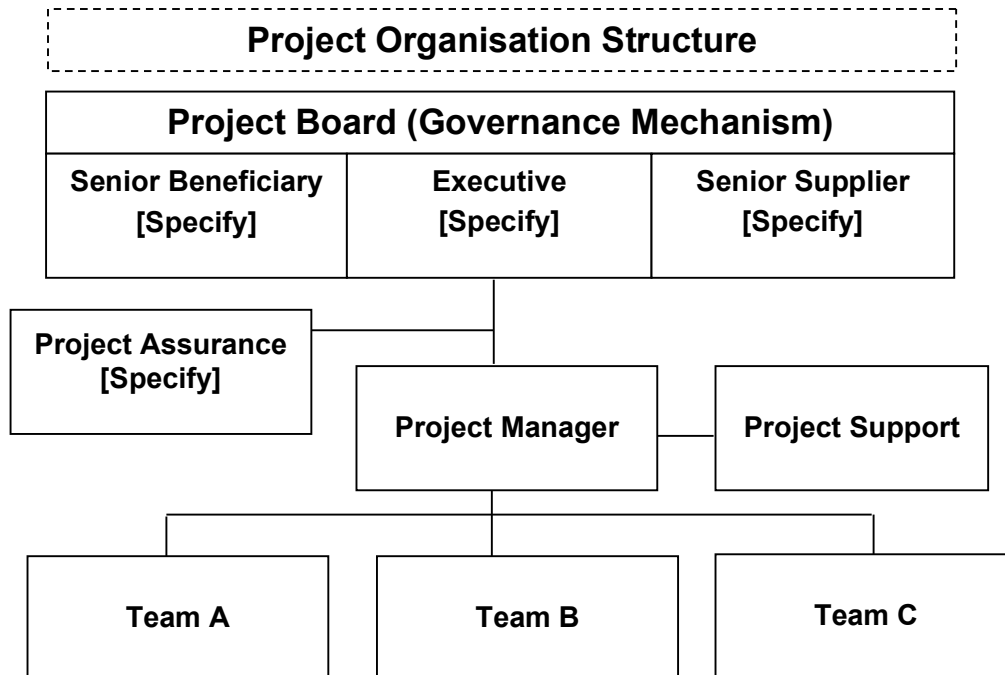 Project Organisation Structure
Project Board (Governance Mechanism)
Senior Beneficiary
[Specify]
Executive
[Specify]
Senior Supplier
[Specify]
Project Assurance
[Specify]
Project Manager
Project Support
Team A
Team B
Team C